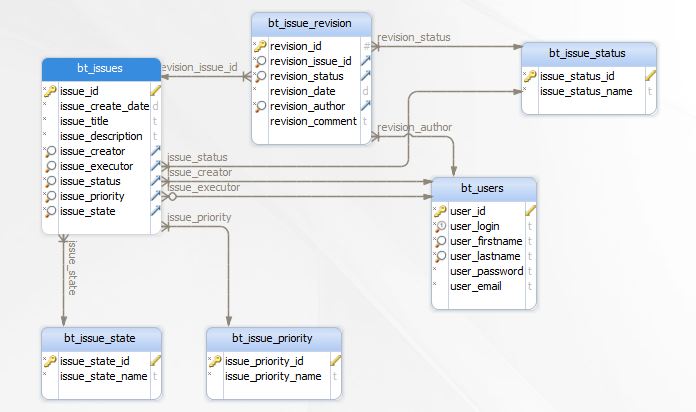 bt_issue_revision
revision_id #
revision_issue_id
revision_status
revision_date d
revision_author
revision_comment t
revision_status
bt_issue_status
issue_status_id
issue_status_name t
evision_issue_id
bt_issues
issue_id
issue_create_date d
issue_title t
issue_description t
issue_creator
issue_executor
issue_status
issue_priority
issue_state
revision_author
issue_status
issue_creator
issue_executor
issue_priority
issue_state
bt_users
user_id
user_login t
user_firstname t
user_lastname t
user_password t
user_email t
bt_issue_state
issue_state_id
issue_state_name t
bt_issue_priority
issue_priority_id
issue_priority_name t